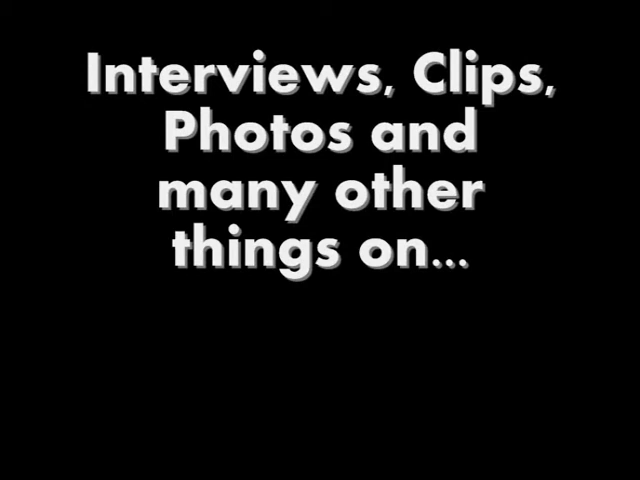 Interviews, Clips,
Photos and
many other
things on...